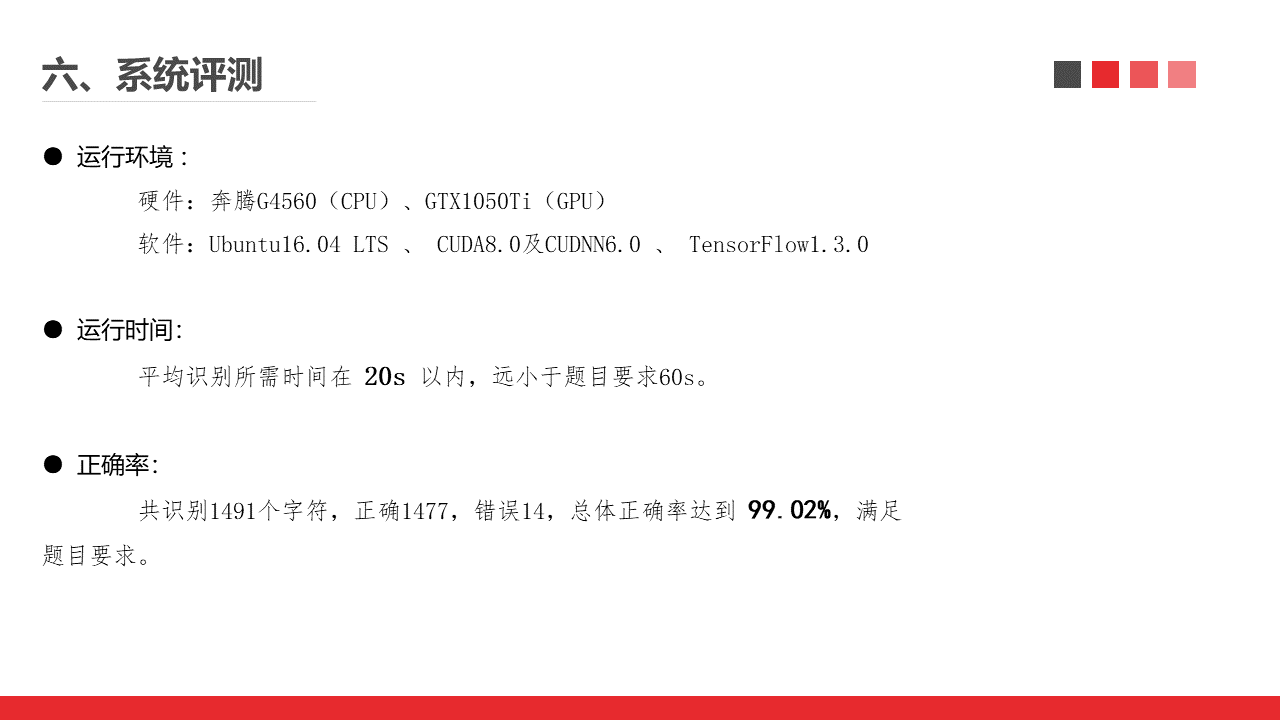 六、系统评测
● 运行环境：
硬件：奔腾G4560（CPU）、GTX1050Ti（GPU）
软件：Ubuntu16.04 LTS 、 CUDA8.0及CUDNN6.0 、 TensorFlow1.3.0
● 运行时间：
平均识别所需时间在 20s 以内，远小于题目要求60s。
● 正确率：
共识别1491个字符，正确1477，错误14，总体正确率达到 99.02%，满足
题目要求。